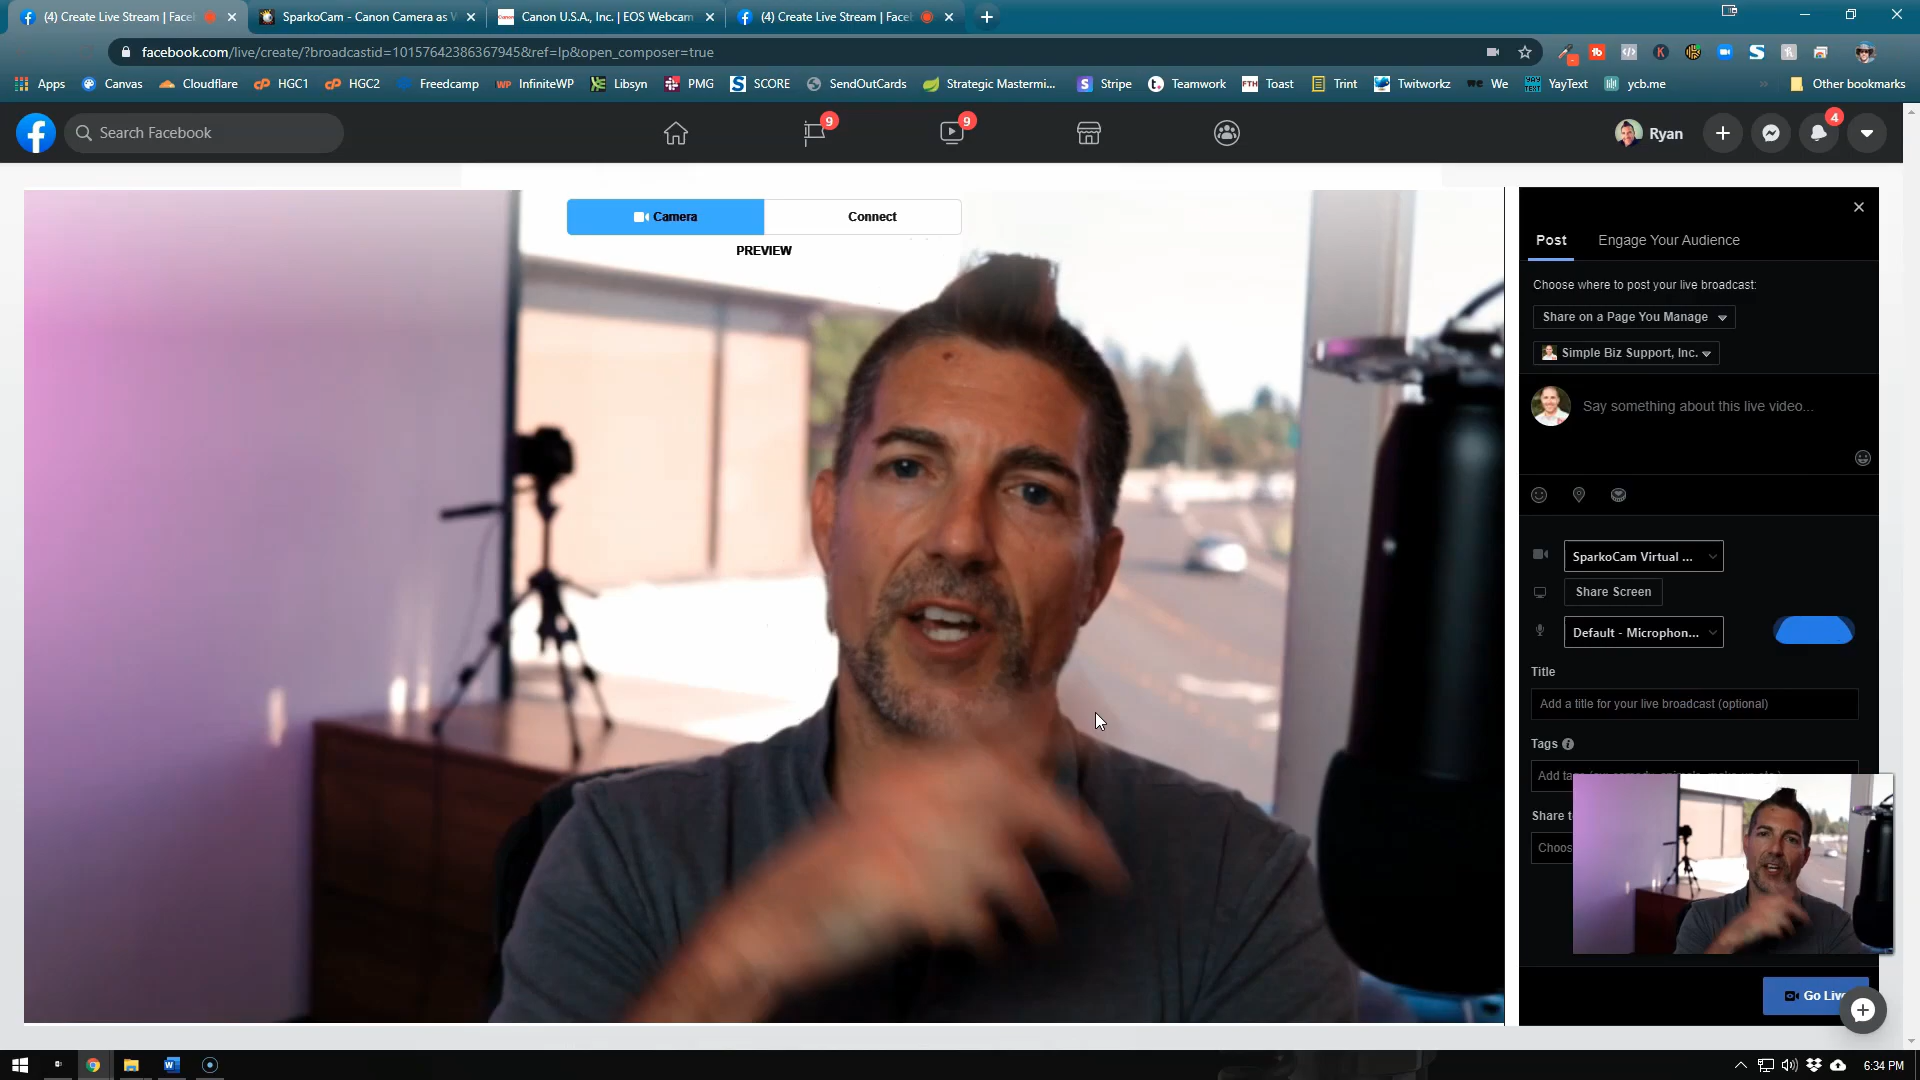 (4) Create Live Stream | Face
SparkoCam - Canon Camera as
Canon U.S.A., Inc. | EOS Webcam
(4) Create Live Stream | Face
facebook.com/live/create/?broadcastid=10157642386367945&ref=lp&open_composer=true
Apps
Canvas
Cloudflare
HGC1
HGC2
Freedcamp
InfiniteWP
Libsyn
PMG
SCORE
SendOutCards
Strategic Mastermi...
Stripe
Teamwork
FTH
Toast
Trint
Twitworkz
We
YayText
ycb.me
Other bookmarks
Search Facebook
9
9
Ryan
4
Camera
Connect
PREVIEW
Post
Engage Your Audience
Choose where to post your live broadcast:
Share on a Page You Manage
Simple Biz Support, Inc.
Say something about this live video...
SparkoCam Virtual ...
Share Screen
Default - Microphon...
Title
Add a title for your live broadcast (optional)
Tags
Add
Share
Choos
Go Live
6:34 PM